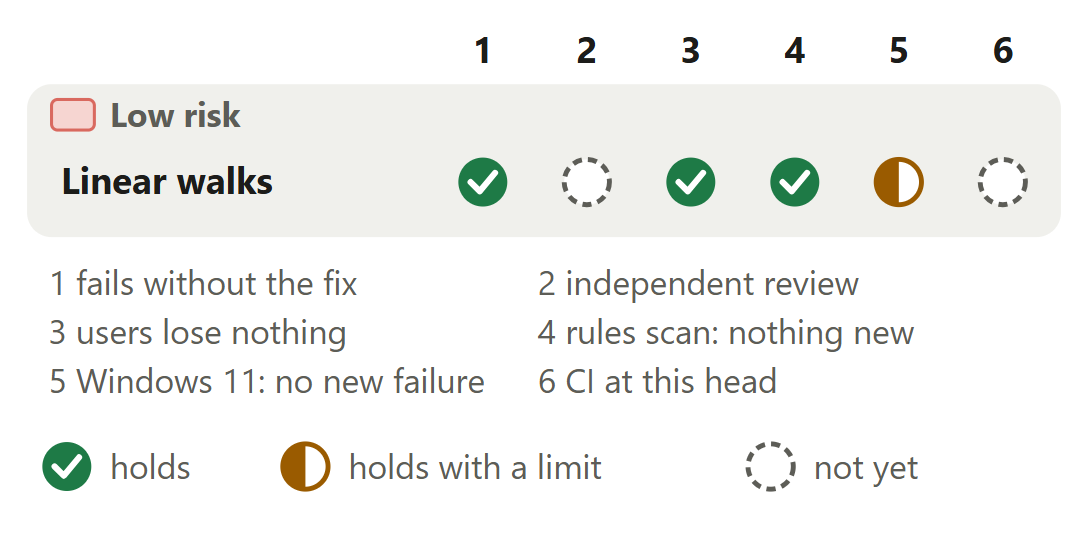 1 2 3 4 5 6
Low risk
Linear walks
1 fails without the fix
2 independent review
3 users lose nothing
4 rules scan: nothing new
5 Windows 11: no new failure
6 CI at this head
holds
holds with a limit
not yet